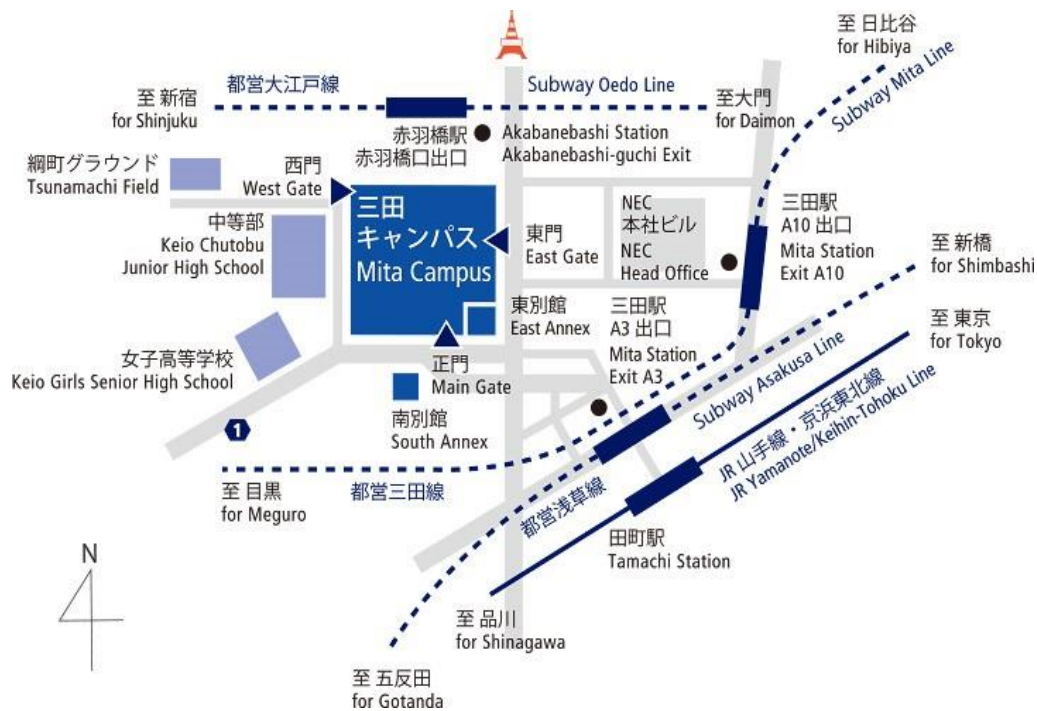 至 日比谷
for Hibiya
Subway Mita Line
至 新宿
for Shinjuku
都営大江戸線
Subway Oedo Line
至大門
for Daimon
赤羽橋駅
赤羽橋口出口
Akabanebashi Station
Akabanebashi-guchi Exit
綱町グラウンド
Tsunamachi Field
西門
West Gate
中等部
Keio Chutobu
Junior High School
三田
キャンパス
Mita Campus
東門
East Gate
NEC
本社ビル
NEC
Head Office
三田駅
A10 出口
Mita Station
Exit A10
至 新橋
for Shimbashi
東別館
East Annex
三田駅
A3 出口
Mita Station
Exit A3
至 東京
for Tokyo
女子高等学校
Keio Girls Senior High School
正門
Main Gate
南別館
South Annex
Subway Asakusa Line
JR 山手線・京浜東北線
JR Yamanote/Keihin-Tohoku Line
1
至 目黒
for Meguro
都営三田線
都営浅草線
田町駅
Tamachi Station
N
至 品川
for Shinagawa
至 五反田
for Gotanda